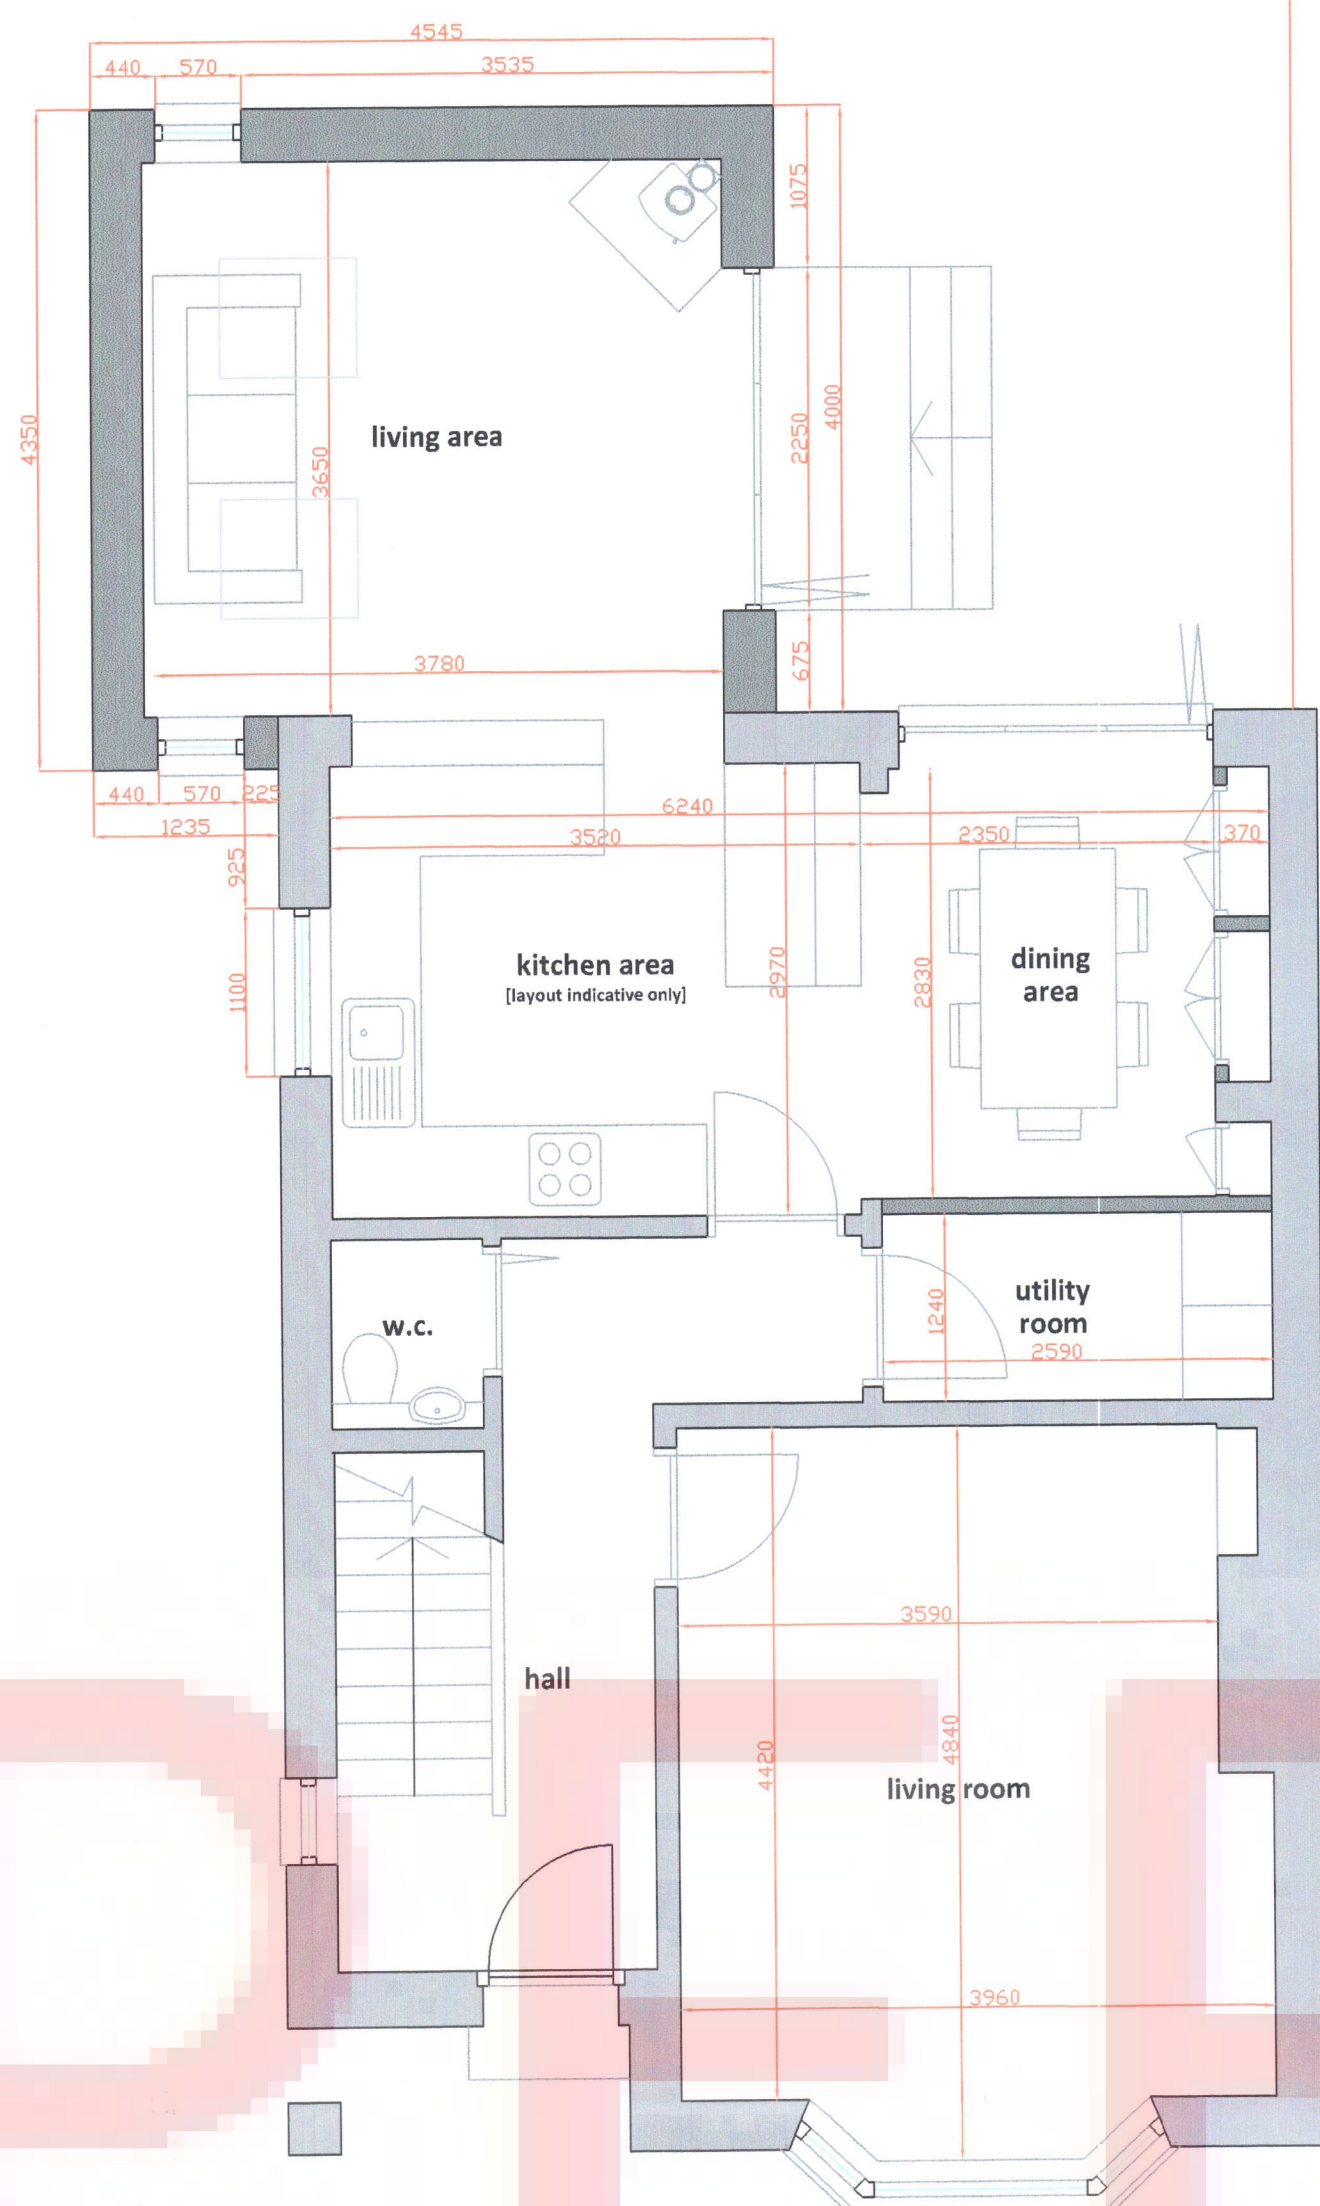 4545
440 570 3535
1075
4350
living area
3650
2250
4000
3780
675
440 570 225
1235
925
6240
3520 2350 370
1100
kitchen area
[layout indicative only]
2970
2830
dining
area
w.c.
1240
utility
room
2590
3590
hall
4420
4840
living room
3960